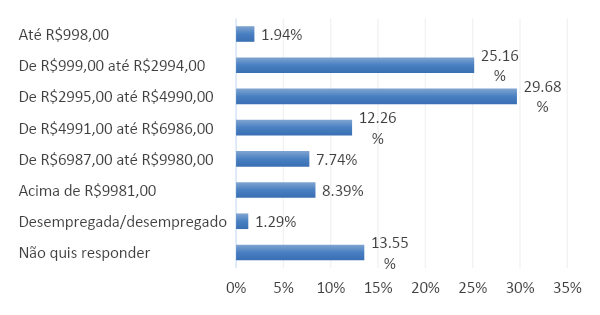 Até R$998,00 1.94%
De R$999,00 até R$2994,00 25.16
%
De R$2995,00 até R$4990,00 29.68
%
De R$4991,00 até R$6986,00 12.26
%
De R$6987,00 até R$9980,00 7.74%
Acima de R$9981,00 8.39%
Desempregada/desempregado 1.29%
Não quis responder 13.55
%
0% 5% 10% 15% 20% 25% 30% 35%